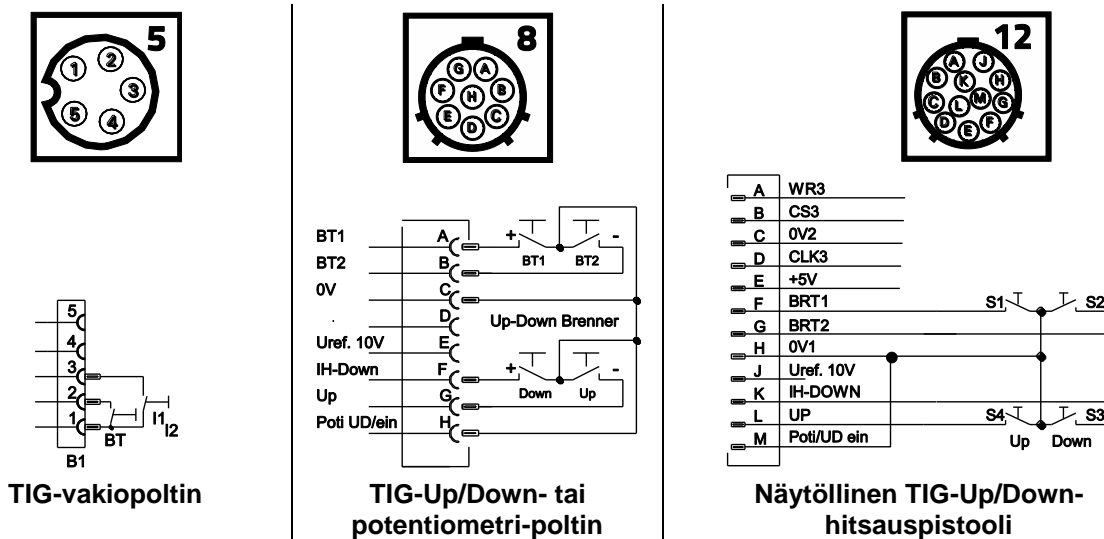 5
1
2
3
5
4
5
4
3
2
1
BT
I1
I2
B1
TIG-vakiopoltin
8
G A
F H B
E C
D
BT1 A + BT1 BT2 -
BT2 B
0V C
D Up-Down Brenner
Uref. 10V E
IH-Down F + Down Up -
Up G
Poti UD/ein H
TIG-Up/Down- tai
potentiometri-poltin
12
A J
B K H
C L M G
D E F
A WR3
B CS3
C 0V2
D CLK3
E +5V
F BRT1 S1 S2
G BRT2
H 0V1
J Uref. 10V
K IH-DOWN
L UP S4 S3
M Poti/UD ein Up Down
Näytöllinen TIG-Up/Down-
hitsauspistooli